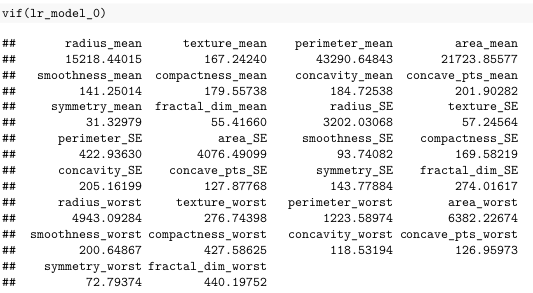 vif(lr_model_0)
## radius_mean texture_mean perimeter_mean area_mean
## 15218.44015 167.24240 43290.64843 21723.85577
## smoothness_mean compactness_mean concavity_mean concave_pts_mean
## 141.25014 179.55738 184.72538 201.90282
## symmetry_mean fractal_dim_mean radius_SE texture_SE
## 31.32979 55.41660 3202.03068 57.24564
## perimeter_SE area_SE smoothness_SE compactness_SE
## 422.93630 4076.49099 93.74082 169.58219
## concavity_SE concave_pts_SE symmetry_SE fractal_dim_SE
## 205.16199 127.87768 143.77884 274.01617
## radius_worst texture_worst perimeter_worst area_worst
## 4943.09284 276.74398 1223.58974 6382.22674
## smoothness_worst compactness_worst concavity_worst concave_pts_worst
## 200.64867 427.58625 118.53194 126.95973
## symmetry_worst fractal_dim_worst
## 72.79374 440.19752